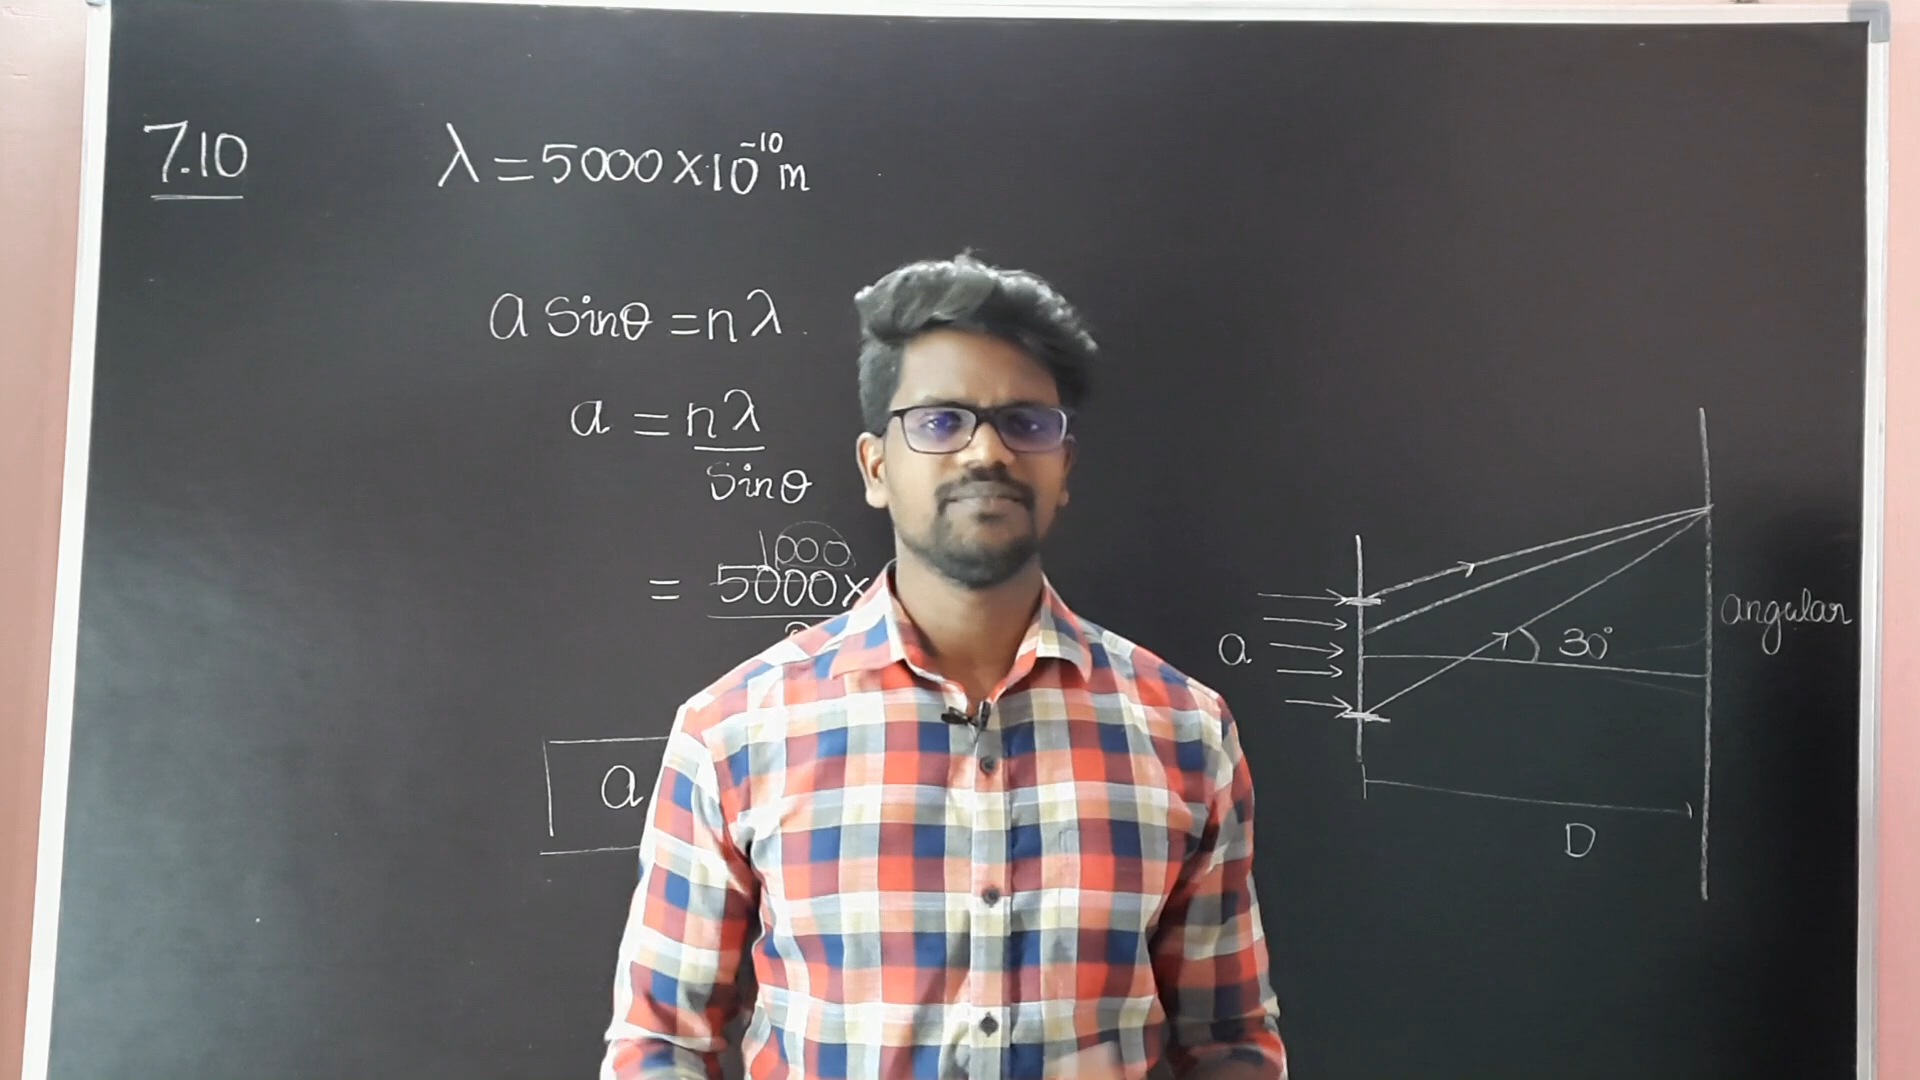 7.10
λ = 5000 × 10⁻¹⁰ m
a Sinθ = nλ
a = nλ
Sinθ
1000
= 5000 ×
a
a
30°
angular
D